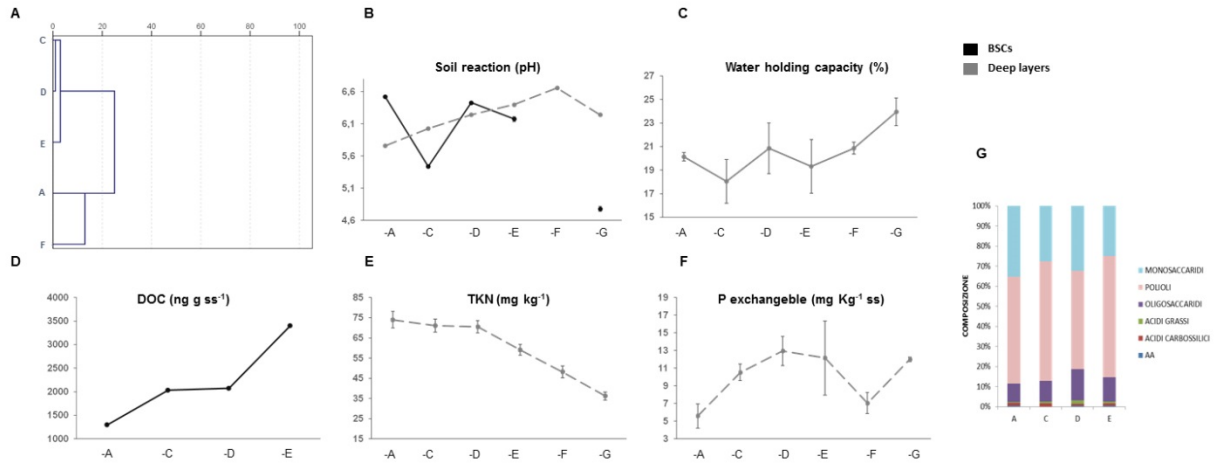 A
0 20 40 60 80 100
C
D
E
A
F
B
Soil reaction (pH)
6,6
6,1
5,6
5,1
4,6
-A -C -D -E -F -G
C
Water holding capacity (%)
27
25
23
21
19
17
15
-A -C -D -E -F -G
BSCs
Deep layers
D
DOC (ng g ss⁻¹)
4000
3500
3000
2500
2000
1500
1000
-A -C -D -E
E
TKN (mg kg⁻¹)
85
75
65
55
45
35
25
15
-A -C -D -E -F -G
F
P exchangeble (mg Kg⁻¹ ss)
19
17
15
13
11
9
7
5
3
-A -C -D -E -F -G
G
COMPOSIZIONE
100%
90%
80%
70%
60%
50%
40%
30%
20%
10%
0%
A C D E
MONOSACCARIDI
POLIOLI
OLIGOSACCARIDI
ACIDI GRASSI
ACIDI CARBOSSILICI
AA